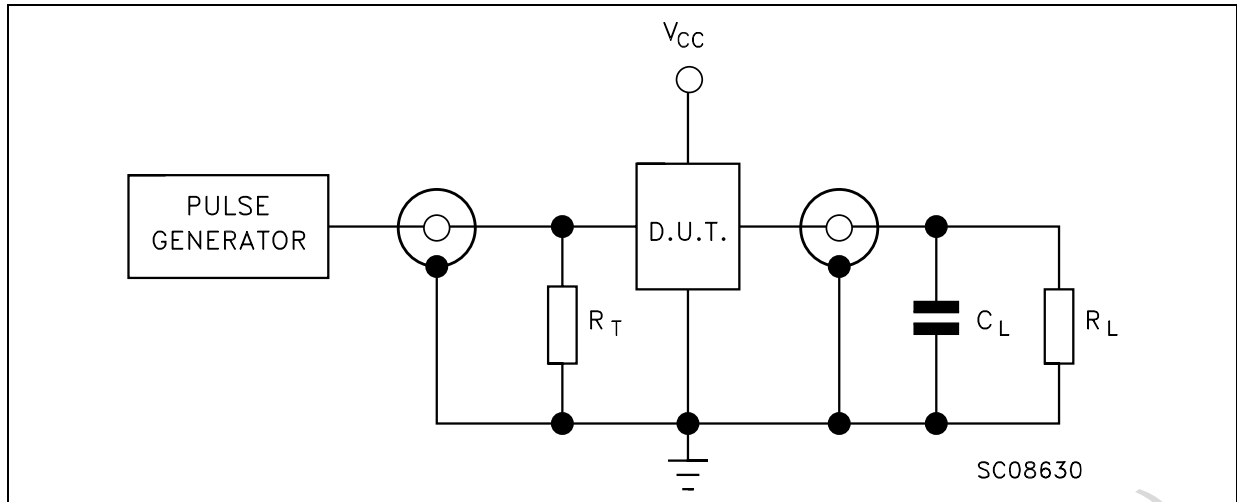 VCC
PULSE
GENERATOR
D.U.T.
RT
CL
RL
SC08630